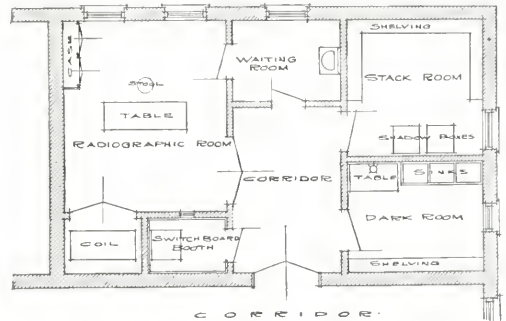 SHELVING
CASE
WAITING
ROOM
STACK ROOM
STOOL
TABLE
SHADOW BOXES
RADIOGRAPHIC ROOM
CORRIDOR
TABLE
SINKS
DARK ROOM
COIL
SWITCH BOARD
BOOTH
SHELVING
CORRIDOR.